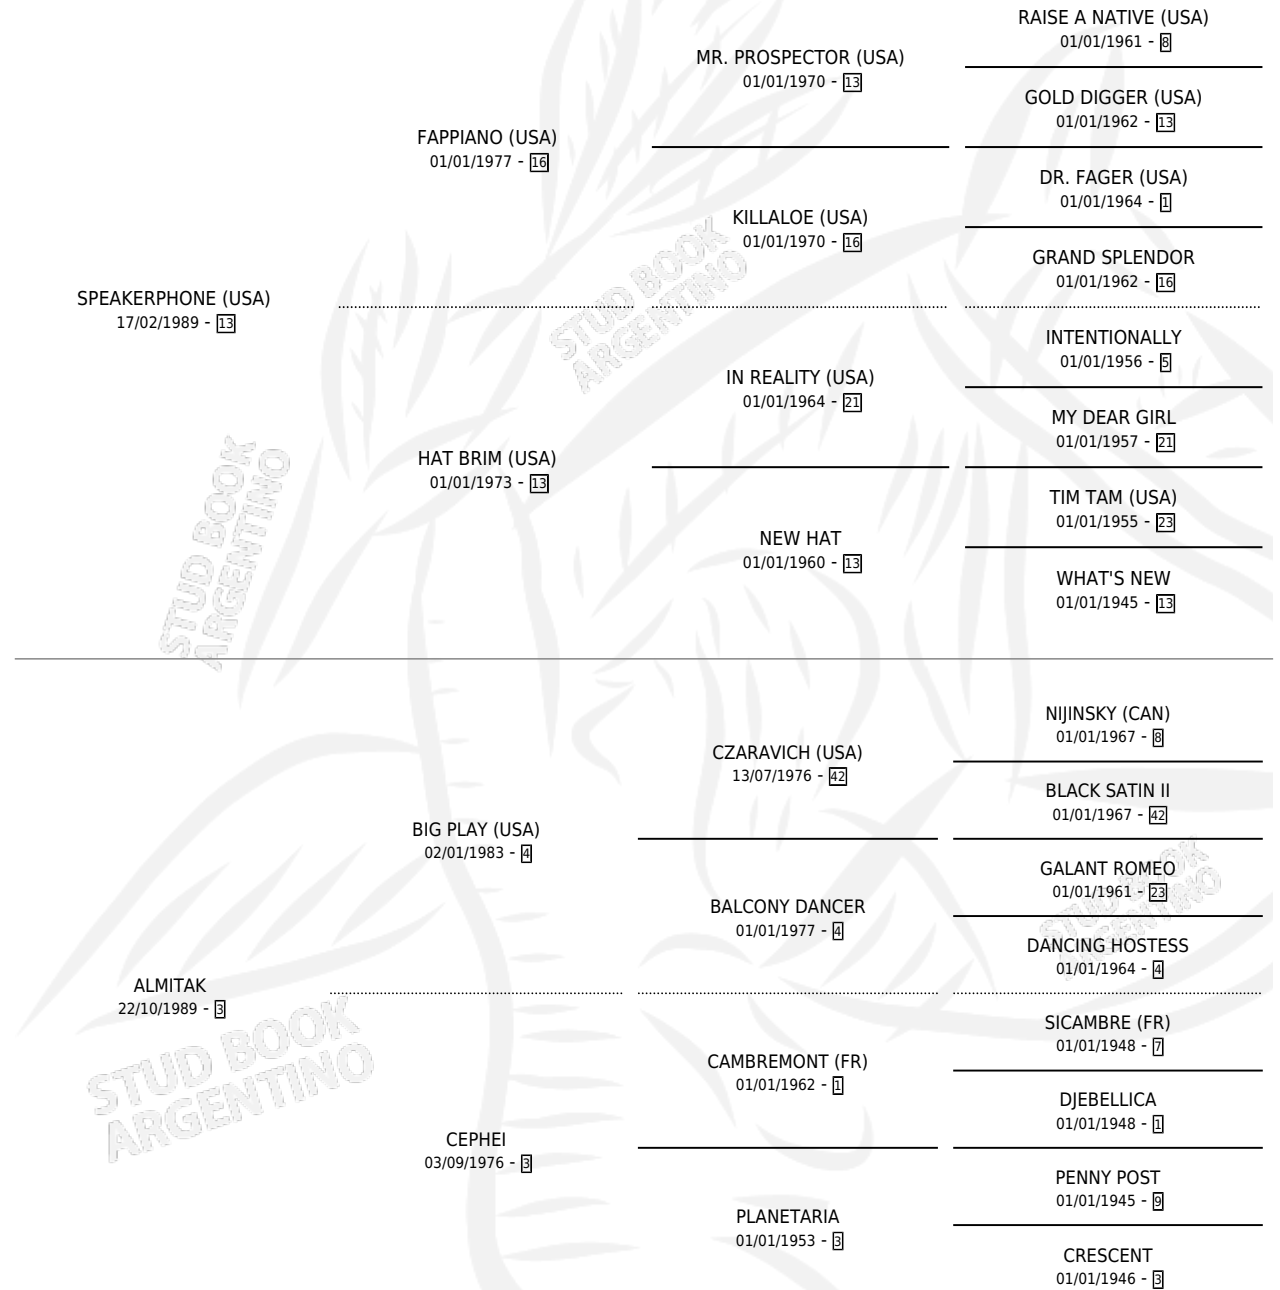 RAISE A NATIVE (USA)
01/01/1961 - 8
MR. PROSPECTOR (USA)
01/01/1970 - 13
GOLD DIGGER (USA)
01/01/1962 - 13
FAPPIANO (USA)
01/01/1977 - 16
DR. FAGER (USA)
01/01/1964 - 1
KILLALOE (USA)
01/01/1970 - 16
GRAND SPLENDOR
01/01/1962 - 16
SPEAKERPHONE (USA)
17/02/1989 - 13
INTENTIONALLY
01/01/1956 - 5
IN REALITY (USA)
01/01/1964 - 21
MY DEAR GIRL
01/01/1957 - 21
HAT BRIM (USA)
01/01/1973 - 13
TIM TAM (USA)
01/01/1955 - 23
NEW HAT
01/01/1960 - 13
WHAT'S NEW
01/01/1945 - 13
NIJINSKY (CAN)
01/01/1967 - 8
CZARAVICH (USA)
13/07/1976 - 42
BLACK SATIN II
01/01/1967 - 42
BIG PLAY (USA)
02/01/1983 - 4
GALANT ROMEO
01/01/1961 - 23
BALCONY DANCER
01/01/1977 - 4
DANCING HOSTESS
01/01/1964 - 4
ALMITAK
22/10/1989 - 3
SICAMBRE (FR)
01/01/1948 - 7
CAMBREMONT (FR)
01/01/1962 - 1
DJEBELLICA
01/01/1948 - 1
CEPHEI
03/09/1976 - 3
PENNY POST
01/01/1945 - 9
PLANETARIA
01/01/1953 - 3
CRESCENT
01/01/1946 - 3
STUD BOOK
ARGENTINO
STUD BOOK
ARGENTINO
STUD BOOK
ARGENTINO
STUD BOOK
ARGENTINO